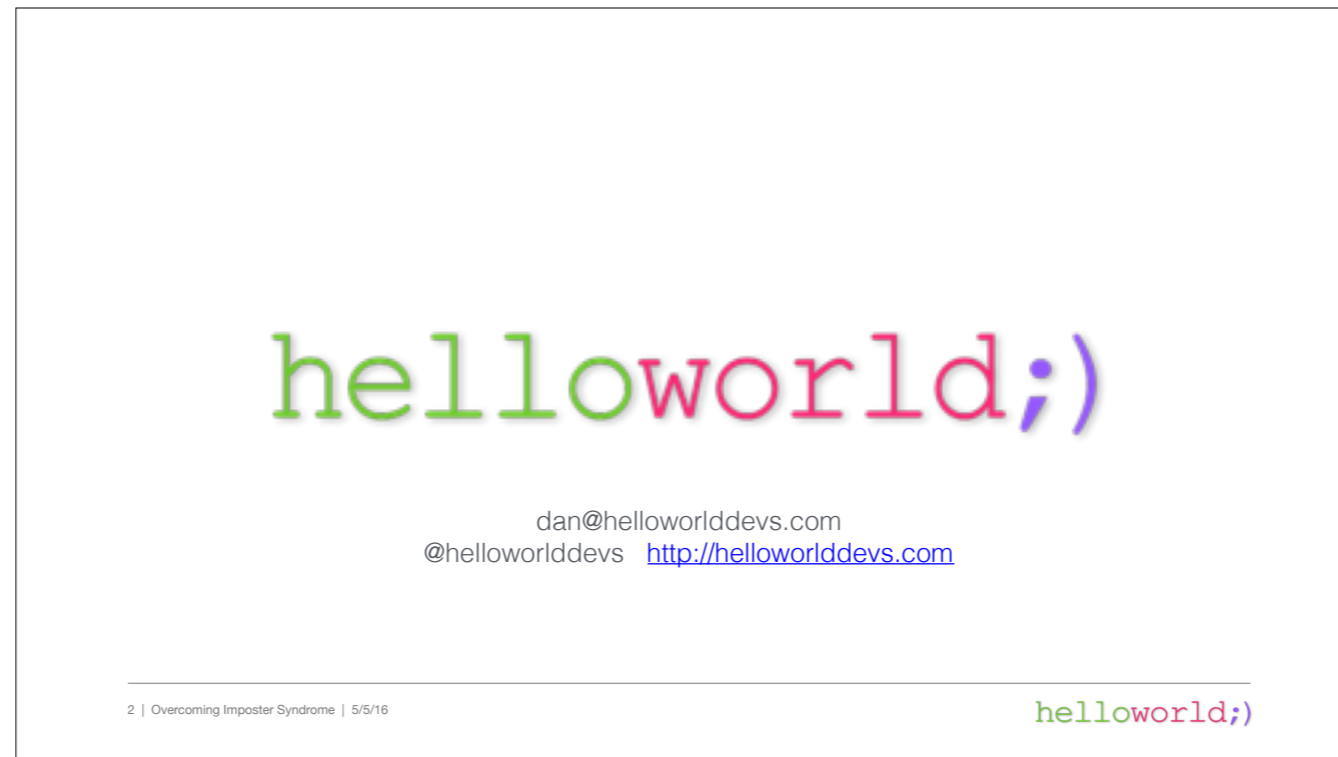 helloworld;)
dan@helloworlddevs.com
@helloworlddevs http://helloworlddevs.com
2 | Overcoming Imposter Syndrome | 5/5/16
helloworld;)